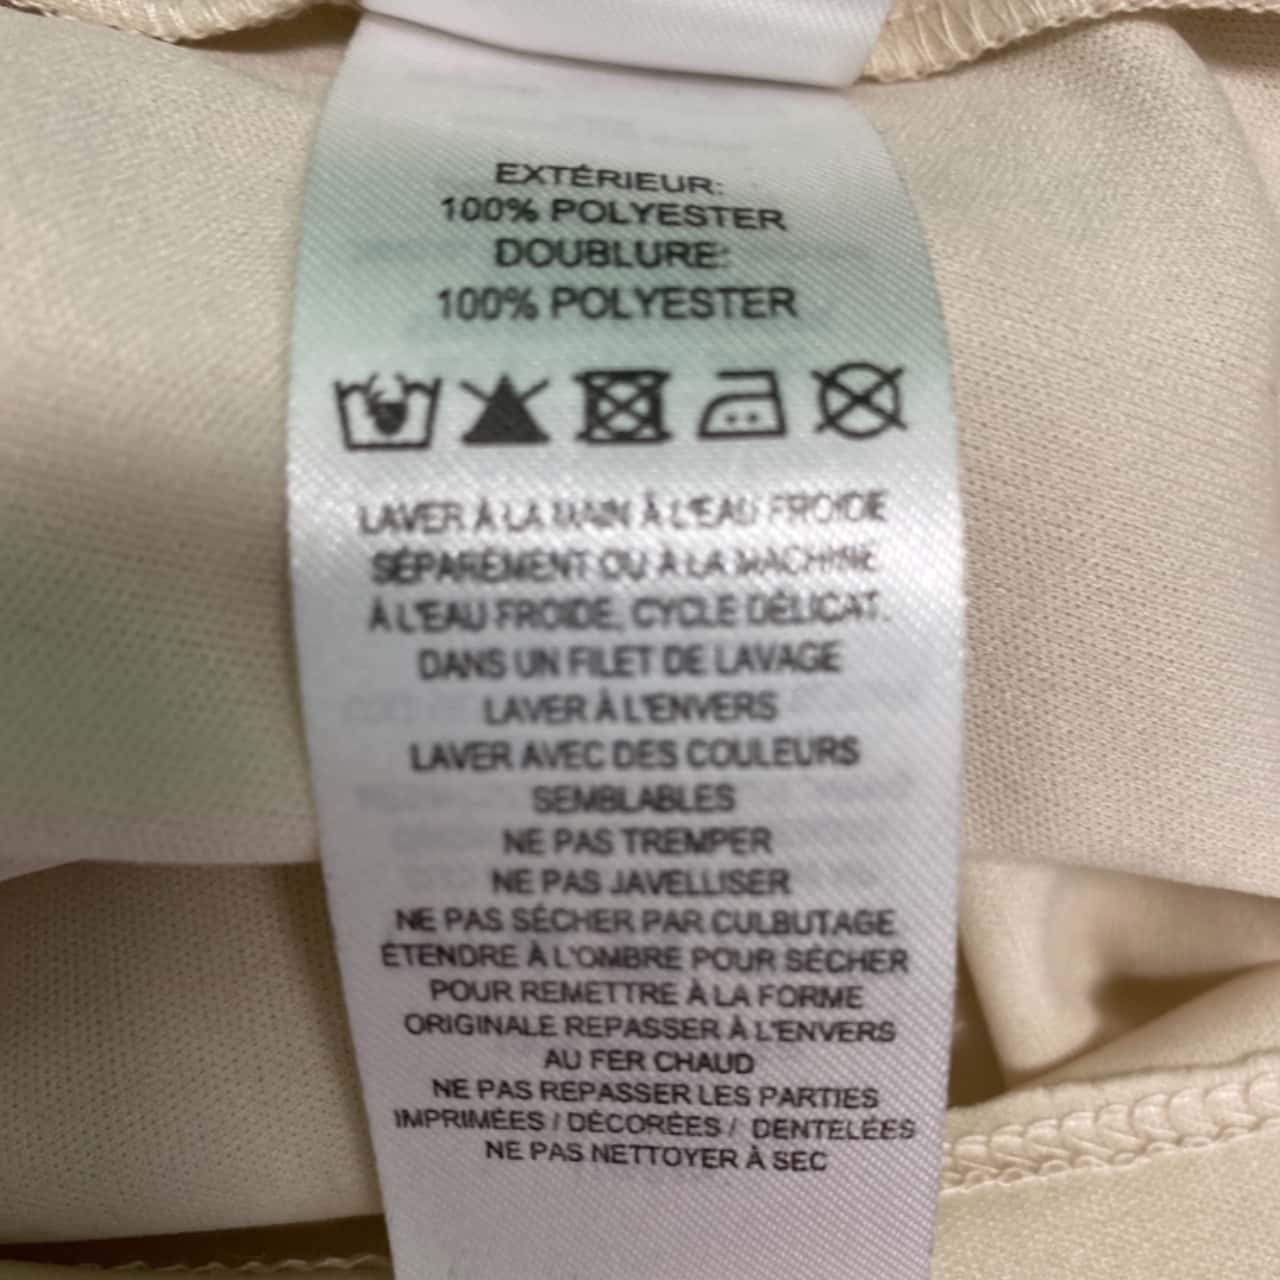 EXTÉRIEUR:
100% POLYESTER
DOUBLURE:
100% POLYESTER
LAVER À LA MAIN À L'EAU FROIDE
SÉPARÉMENT OU À LA MACHINE
À L'EAU FROIDE, CYCLE DÉLICAT.
DANS UN FILET DE LAVAGE
LAVER À L'ENVERS
LAVER AVEC DES COULEURS
SEMBLABLES
NE PAS TREMPER
NE PAS JAVELLISER
NE PAS SÉCHER PAR CULBUTAGE
ÉTENDRE À L'OMBRE POUR SÉCHER
POUR REMETTRE À LA FORME
ORIGINALE REPASSER À L'ENVERS
AU FER CHAUD
NE PAS REPASSER LES PARTIES
IMPRIMÉES / DÉCORÉES / DENTELÉES
NE PAS NETTOYER À SEC